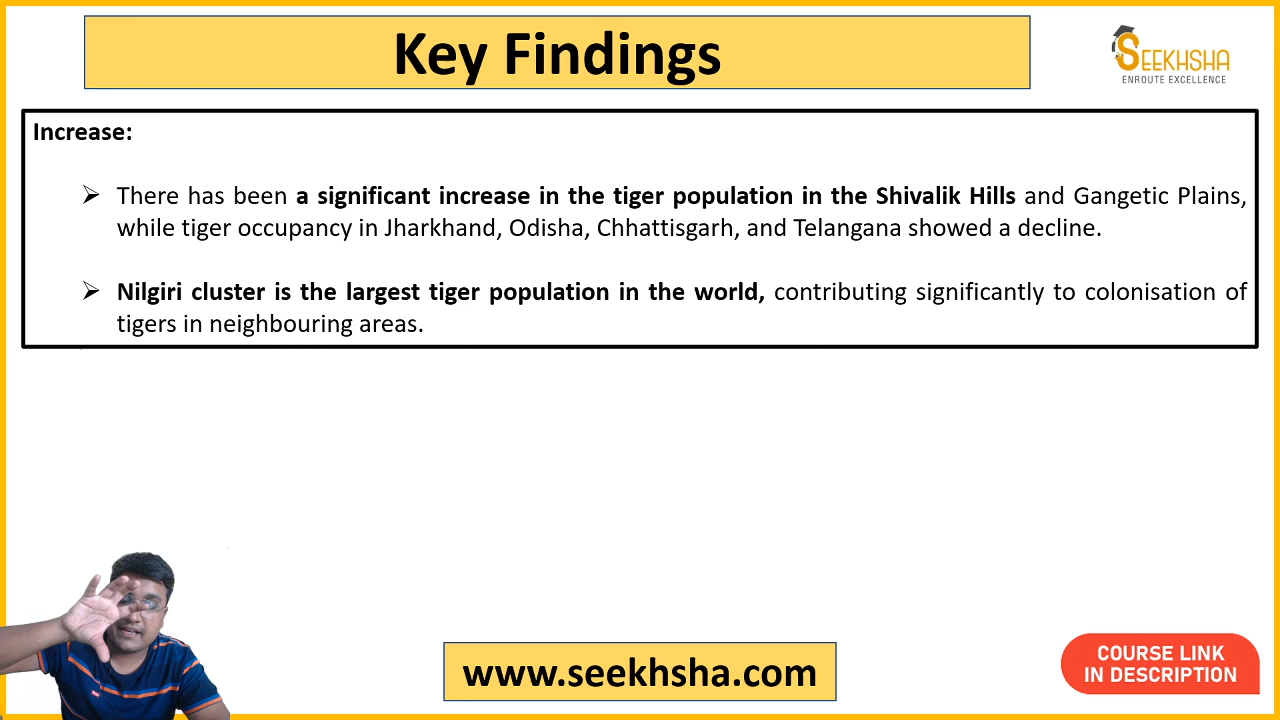 Key Findings
SEEKHSHA
ENROUTE EXCELLENCE
Increase:
➢ There has been a significant increase in the tiger population in the Shivalik Hills and Gangetic Plains,
while tiger occupancy in Jharkhand, Odisha, Chhattisgarh, and Telangana showed a decline.
➢ Nilgiri cluster is the largest tiger population in the world, contributing significantly to colonisation of
tigers in neighbouring areas.
www.seekhsha.com
COURSE LINK
IN DESCRIPTION